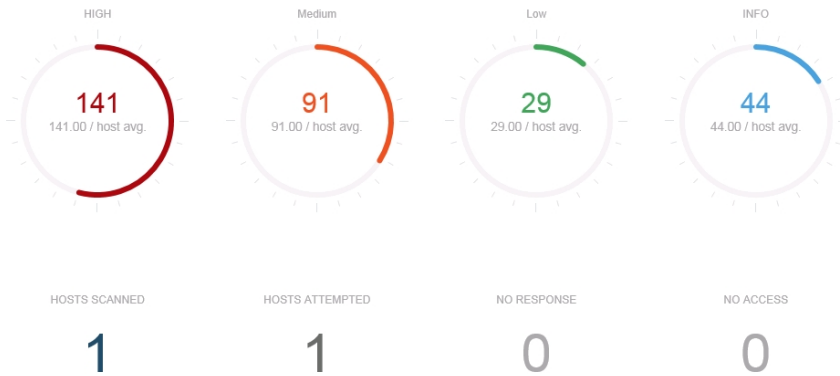 HIGH
Medium
Low
INFO
141
141.00 / host avg.
91
91.00 / host avg.
29
29.00 / host avg.
44
44.00 / host avg.
HOSTS SCANNED
HOSTS ATTEMPTED
NO RESPONSE
NO ACCESS
1
1
0
0